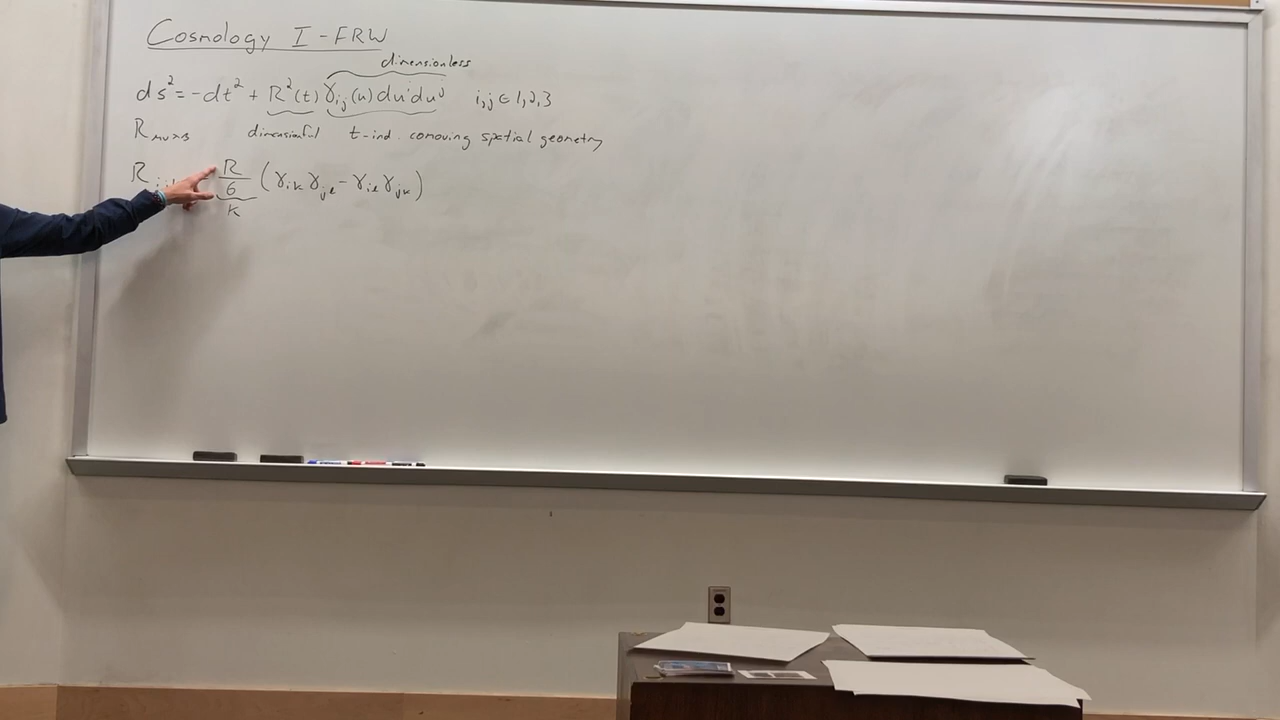 Cosmology I - FRW
dimensionless
ds² = -dt² + R²(t) γᵢⱼ(u) duⁱduʲ i,j ∈ 1,2,3
dimensionful t-ind. comoving spatial geometry
R/6 (γᵢₖ γⱼₗ - γᵢₗ γⱼₖ)
k